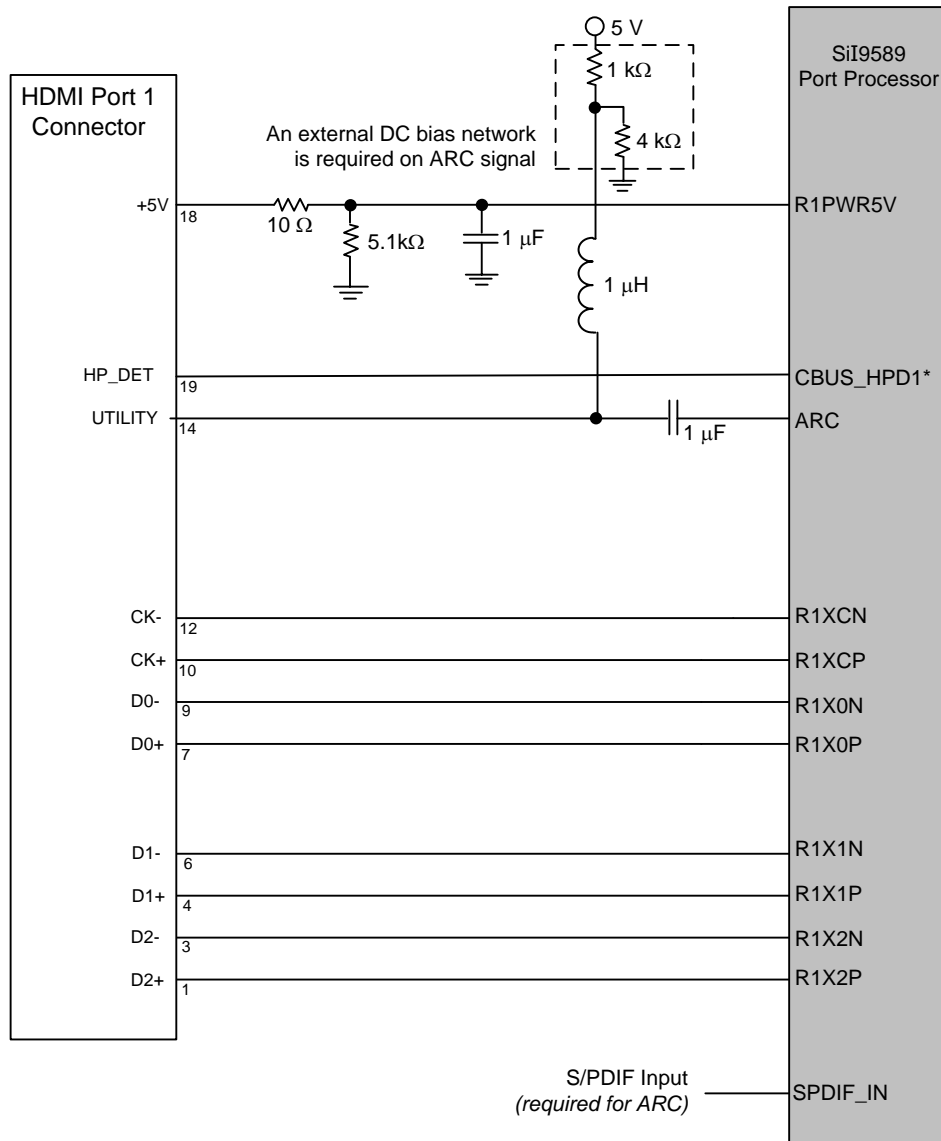 5 V
1 kΩ
4 kΩ
SiI9589
Port Processor
HDMI Port 1
Connector
An external DC bias network
is required on ARC signal
+5V
18
10 Ω
5.1kΩ
1 μF
R1PWR5V
1 μH
HP_DET
19
CBUS_HPD1*
UTILITY
14
1 μF
ARC
CK-
12
R1XCN
CK+
10
R1XCP
D0-
9
R1X0N
D0+
7
R1X0P
D1-
6
R1X1N
D1+
4
R1X1P
D2-
3
R1X2N
D2+
1
R1X2P
S/PDIF Input
(required for ARC)
SPDIF_IN